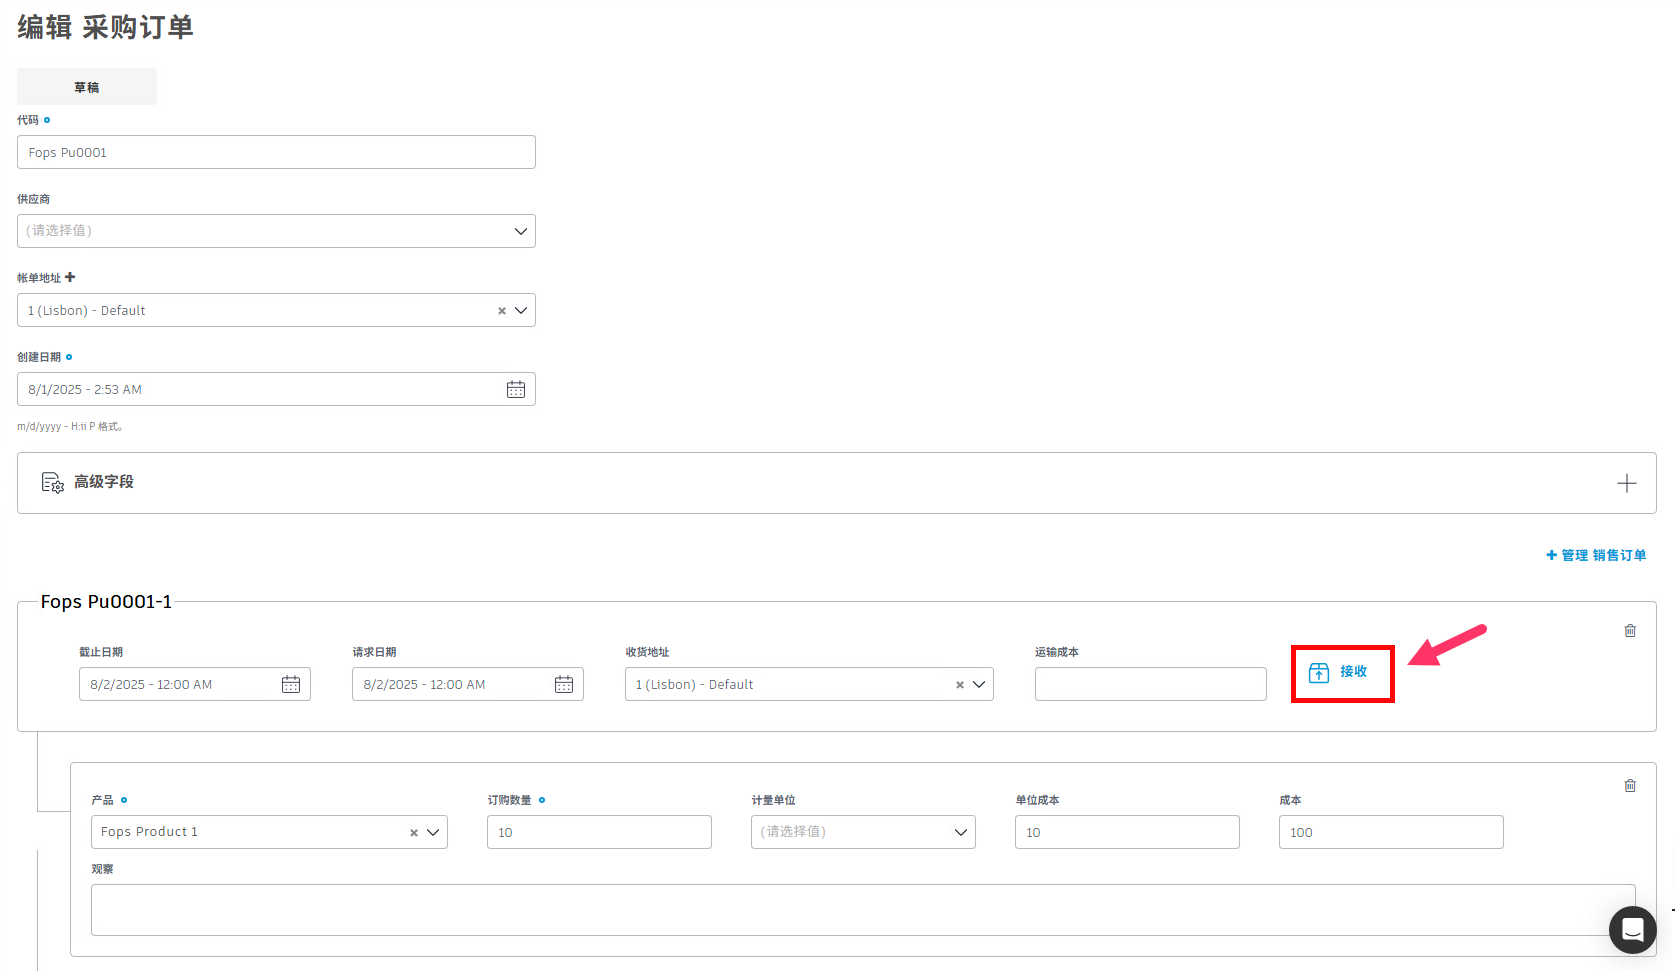 编辑 采购订单
草稿
代码
Fops Pu0001
供应商
(请选择值)
帐单地址
1 (Lisbon) - Default
创建日期
8/1/2025 - 2:53 AM
m/d/yyyy - H:ii P 格式。
高级字段
管理 销售订单
Fops Pu0001-1
截止日期 请求日期 收货地址 运输成本
8/2/2025 - 12:00 AM 8/2/2025 - 12:00 AM 1 (Lisbon) - Default 接收
产品 订购数量 计量单位 单位成本 成本
Fops Product 1 10 (请选择值) 10 100
观察